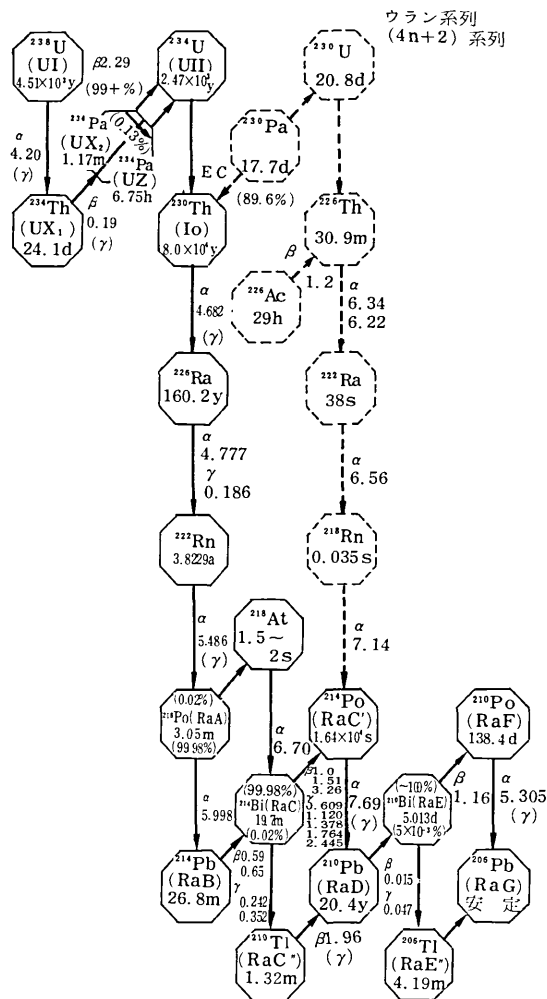 ウラン系列
(4n+2) 系列
²³⁸U
(UI)
4.51×10⁹y
β2.29
(99+%)
²³⁴U
(UII)
2.47×10⁵y
²³⁰U
20.8d
²³⁴Pa
(UX₂)
1.17m
(0.13%)
²³⁴Pa
(UZ)
6.75h
²³⁰Pa
17.7d
EC
(89.6%)
α
4.20
(γ)
²³⁴Th
(UX₁)
24.1d
β
0.19
(γ)
²³⁰Th
(Io)
8.0×10⁴y
²²⁶Th
30.9m
β
1.2
²²⁶Ac
29h
α
4.682
(γ)
α
6.34
6.22
²²⁶Ra
160.2y
²²²Ra
38s
α
4.777
γ
0.186
α
6.56
²²²Rn
3.8229a
²¹⁸Rn
0.035s
α
5.486
(γ)
²¹⁸At
1.5～
2s
α
7.14
(0.02%)
²¹⁸Po(RaA)
3.05m
(99.98%)
α
6.70
²¹⁴Po
(RaC')
²¹⁰Po
(RaF)
138.4d
α
5.998
(99.98%)
²¹⁴Bi(RaC)
19.7m
(0.02%)
β1.0
1.51
3.26
γ
0.609
1.120
1.378
1.764
2.445
α
7.69
(γ)
(~100%)
²¹⁰Bi(RaE)
5.013d
β
1.16
α
5.305
(γ)
²¹⁴Pb
(RaB)
26.8m
β0.59
0.65
γ
0.242
0.352
²¹⁰Pb
(RaD)
20.4y
β
0.015
γ
0.047
²⁰⁶Pb
(RaG)
安 定
²¹⁰Tl
(RaC")
1.32m
β1.96
(γ)
²⁰⁶Tl
(RaE")
4.19m